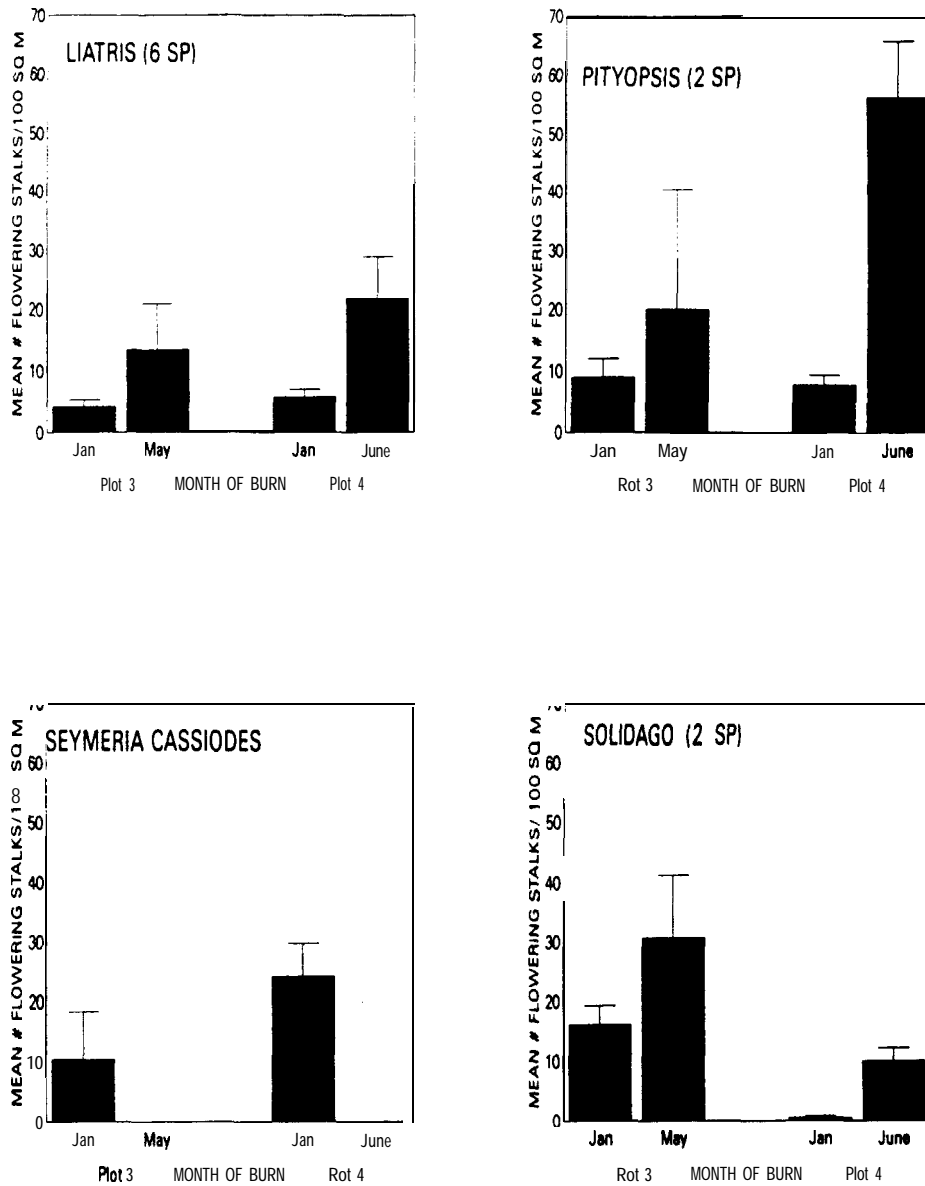 LIATRIS (6 SP)
MEAN # FLOWERING STALKS/100 SQ M
70
60
50
40
30
20
10
0
Jan May Jan June
Plot 3 MONTH OF BURN Plot 4
PITYOPSIS (2 SP)
MEAN # FLOWERING STALKS/100 SQ M
70
60
50
40
30
20
10
0
Jan May Jan June
Rot 3 MONTH OF BURN Plot 4
SEYMERIA CASSIODES
MEAN # FLOWERING STALKS/100 SQ M
60
50
40
30
20
10
0
Jan May Jan June
Plot 3 MONTH OF BURN Rot 4
SOLIDAGO (2 SP)
MEAN # FLOWERING STALKS/ 100 SQ M
60
50
40
30
20
10
0
Jan May Jan June
Rot 3 MONTH OF BURN Plot 4